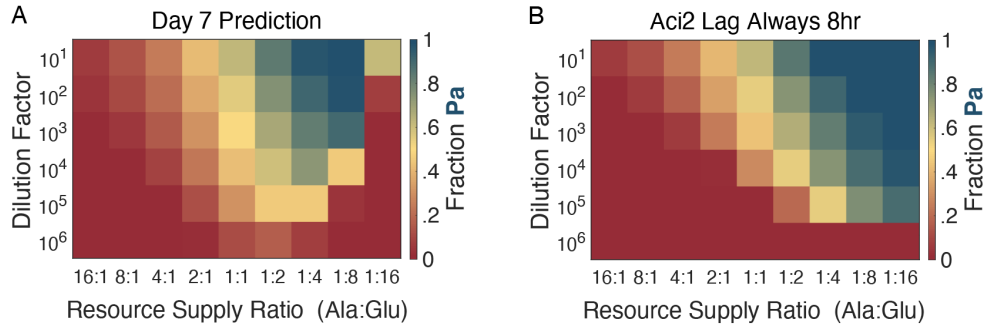 A
Day 7 Prediction
Dilution Factor
10¹
10²
10³
10⁴
10⁵
10⁶
16:1 8:1 4:1 2:1 1:1 1:2 1:4 1:8 1:16
Resource Supply Ratio (Ala:Glu)
1
.8
.6
.4
.2
0
Fraction Pa
B
Aci2 Lag Always 8hr
Dilution Factor
10¹
10²
10³
10⁴
10⁵
10⁶
16:1 8:1 4:1 2:1 1:1 1:2 1:4 1:8 1:16
Resource Supply Ratio (Ala:Glu)
1
.8
.6
.4
.2
0
Fraction Pa